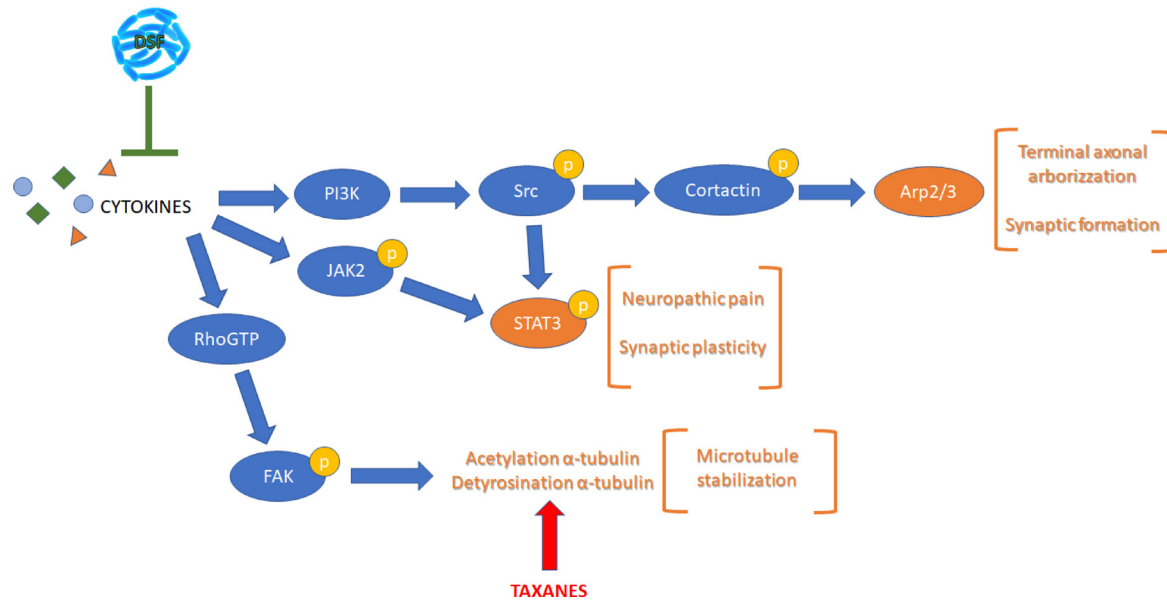 DSF
CYTOKINES
PI3K
p
Src
p
Cortactin
Arp2/3
Terminal axonal
arborizzation
Synaptic formation
p
JAK2
p
STAT3
Neuropathic pain
Synaptic plasticity
RhoGTP
p
FAK
Acetylation α-tubulin
Detyrosination α-tubulin
Microtubule
stabilization
TAXANES